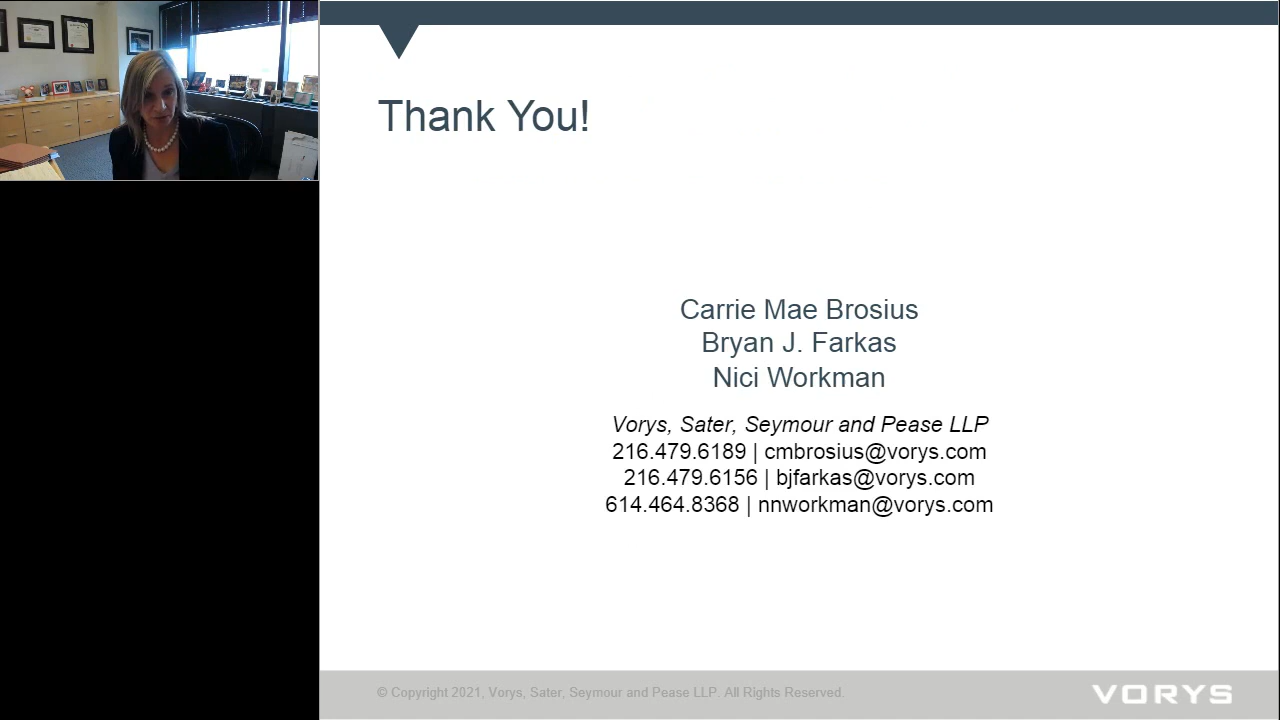 Thank You!
Carrie Mae Brosius
Bryan J. Farkas
Nici Workman
Vorys, Sater, Seymour and Pease LLP
216.479.6189 | cmbrosius@vorys.com
216.479.6156 | bjfarkas@vorys.com
614.464.8368 | nnworkman@vorys.com
© Copyright 2021, Vorys, Sater, Seymour and Pease LLP. All Rights Reserved.
VORYS